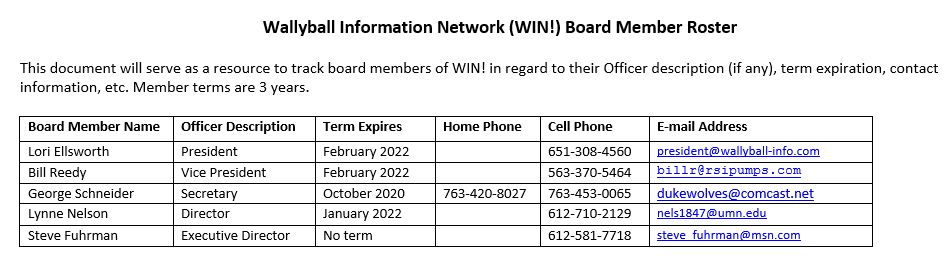 Wallyball Information Network (WIN!) Board Member Roster
This document will serve as a resource to track board members of WIN! in regard to their Officer description (if any), term expiration, contact
information, etc. Member terms are 3 years.
Board Member Name Officer Description Term Expires Home Phone Cell Phone E-mail Address
Lori Ellsworth President February 2022 651-308-4560 president@wallyball-info.com
Bill Reedy Vice President February 2022 563-370-5464 billr@rsipumps.com
George Schneider Secretary October 2020 763-420-8027 763-453-0065 dukewolves@comcast.net
Lynne Nelson Director January 2022 612-710-2129 nels1847@umn.edu
Steve Fuhrman Executive Director No term 612-581-7718 steve_fuhrman@msn.com